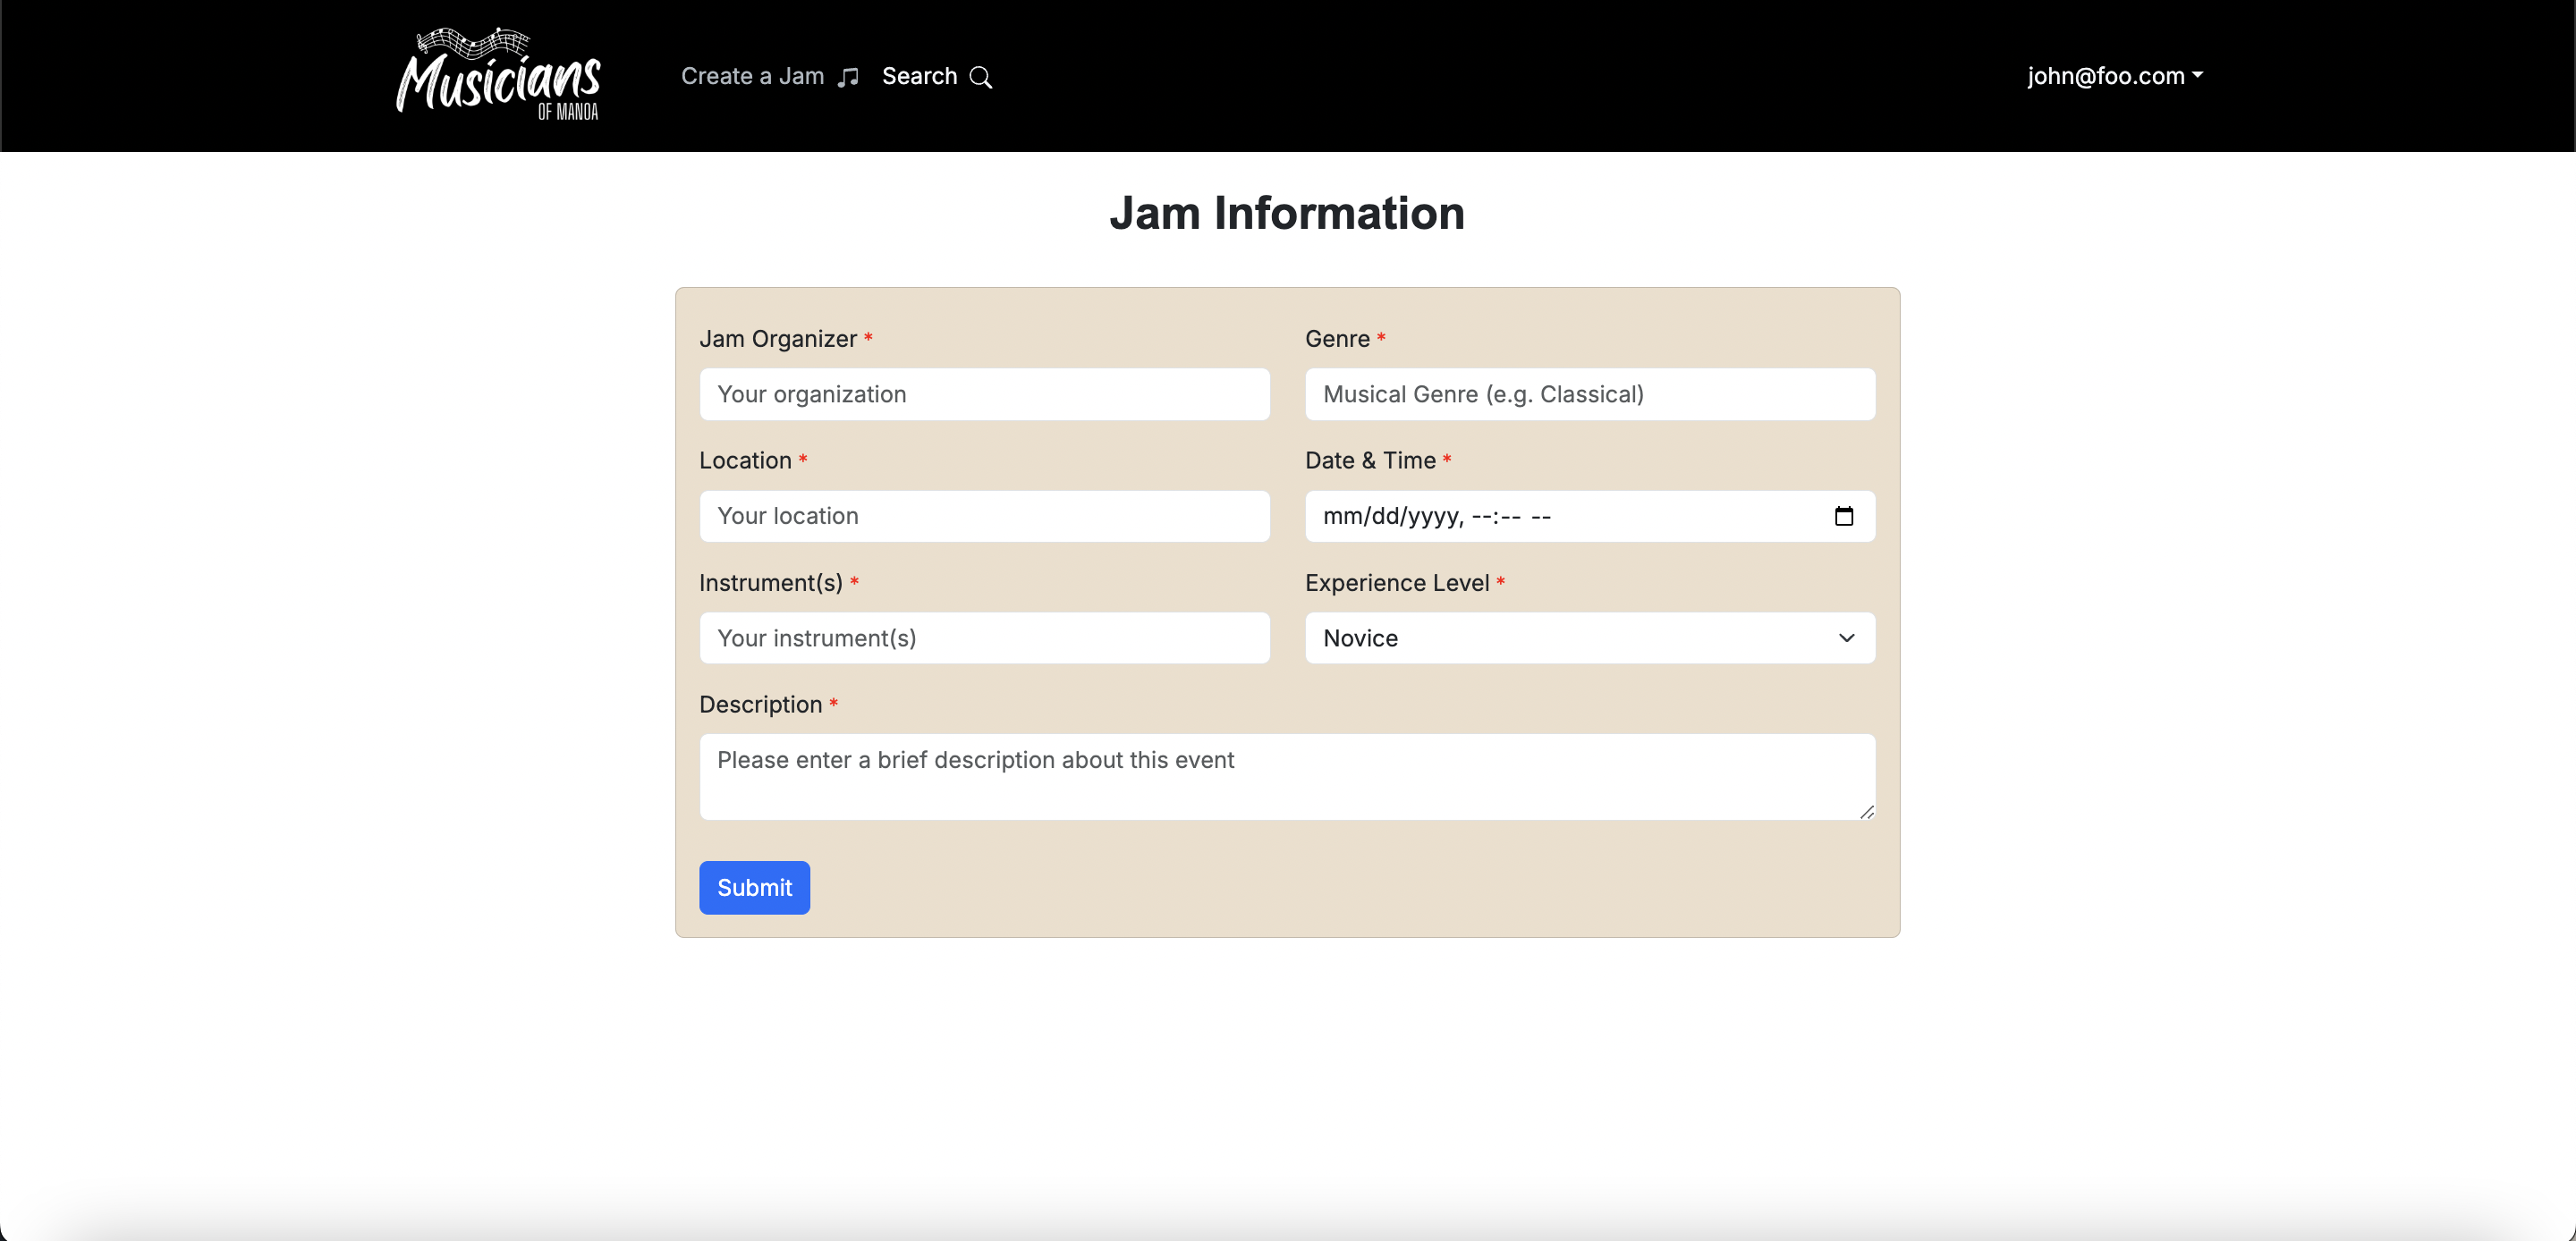 Musicians
OF MANOA
Create a Jam
Search
john@foo.com
Jam Information
Jam Organizer *
Genre *
Your organization
Musical Genre (e.g. Classical)
Location *
Date & Time *
Your location
mm/dd/yyyy, --:-- --
Instrument(s) *
Experience Level *
Your instrument(s)
Novice
Description *
Please enter a brief description about this event
Submit